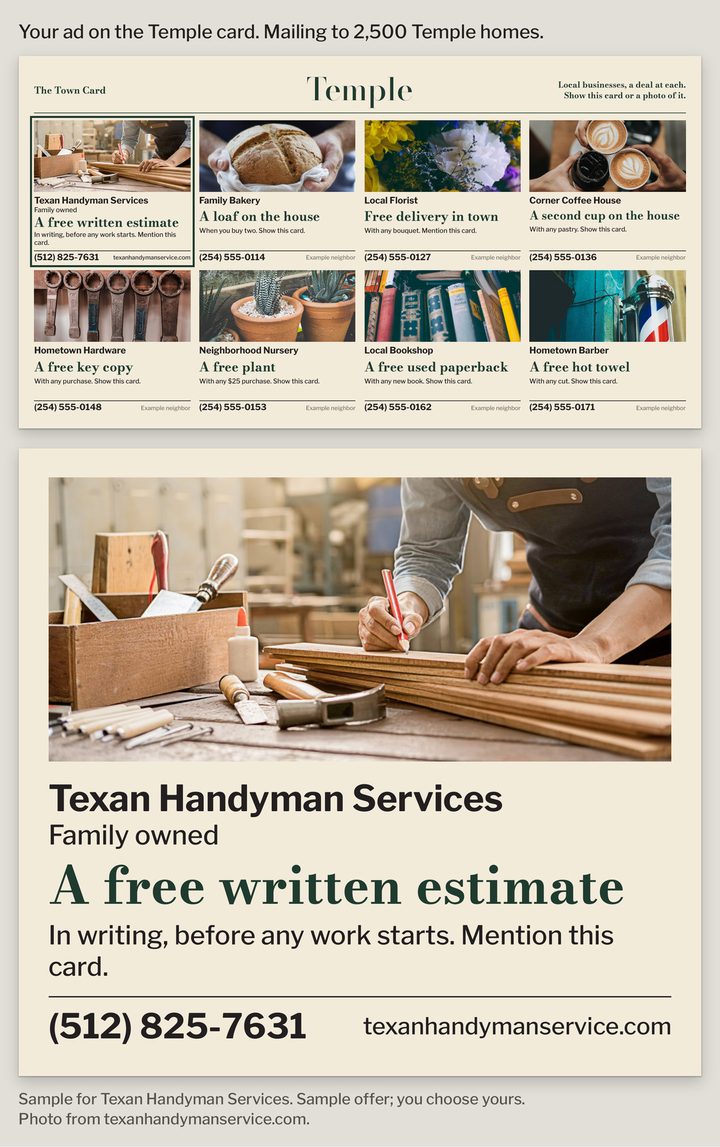 Your ad on the Temple card. Mailing to 2,500 Temple homes.
The Town Card
Temple
Local businesses, a deal at each.
Show this card or a photo of it.
Texan Handyman Services
Family owned
A free written estimate
In writing, before any work starts. Mention this
card.
(512) 825-7631 texanhandymanservice.com
Family Bakery
A loaf on the house
When you buy two. Show this card.
(254) 555-0114 Example neighbor
Local Florist
Free delivery in town
With any bouquet. Mention this card.
(254) 555-0127 Example neighbor
Corner Coffee House
A second cup on the house
With any pastry. Show this card.
(254) 555-0136 Example neighbor
Hometown Hardware
A free key copy
With any purchase. Show this card.
(254) 555-0148 Example neighbor
Neighborhood Nursery
A free plant
With any $25 purchase. Show this card.
(254) 555-0153 Example neighbor
Local Bookshop
A free used paperback
With any new book. Show this card.
(254) 555-0162 Example neighbor
Hometown Barber
A free hot towel
With any cut. Show this card.
(254) 555-0171 Example neighbor
Texan Handyman Services
Family owned
A free written estimate
In writing, before any work starts. Mention this
card.
(512) 825-7631 texanhandymanservice.com
Sample for Texan Handyman Services. Sample offer; you choose yours.
Photo from texanhandymanservice.com.